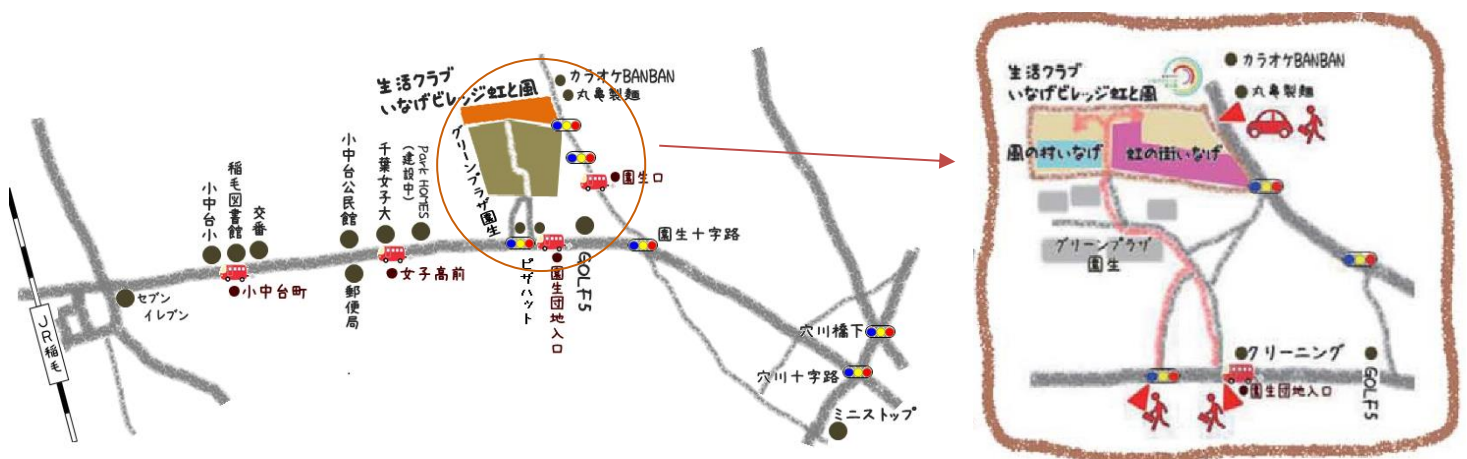 生活クラブ
いなげビレッジ虹と風
カラオケBANBAN
丸亀製麺
グリーンプラザ園生
園生口
Park HOMES
(建設中)
千葉女子大
小中台公民館
交番
稲毛図書館
小中台小
園生十字路
小中台町
女子高前
郵便局
ピザハット
園生団地入口
GOLF5
セブン
イレブン
JR稲毛
穴川橋下
穴川十字路
ミニストップ
カラオケBANBAN
丸亀製麺
生活クラブ
いなげビレッジ虹と風
風の村いなげ
虹の街いなげ
グリーンプラザ
園生
クリーニング
園生団地入口
GOLF5